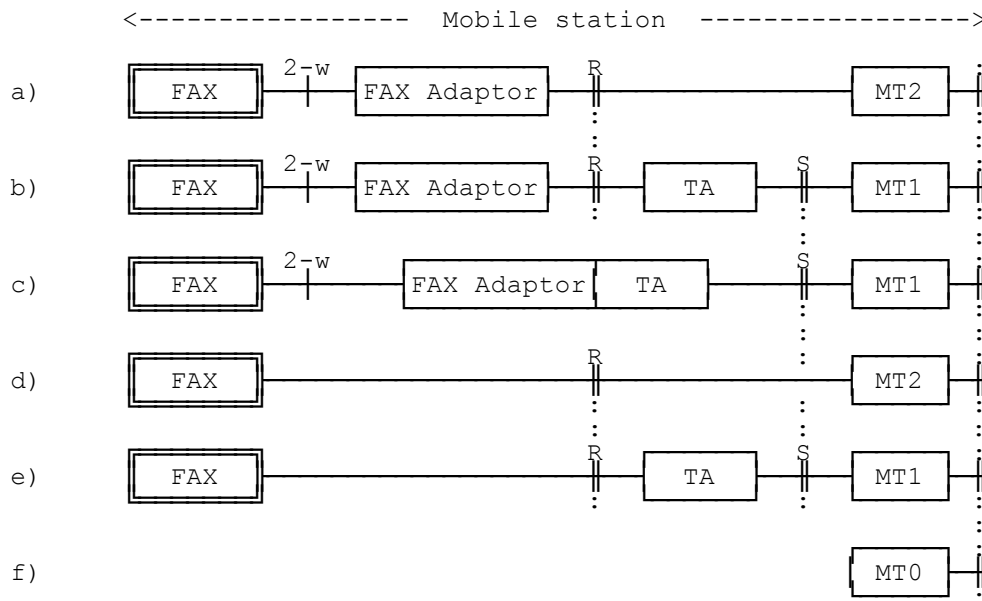 <----------------- Mobile station ----------------->
2-w R
a) FAX FAX Adaptor MT2
2-w R S
b) FAX FAX Adaptor TA MT1
2-w S
c) FAX FAX Adaptor TA MT1
R
d) FAX MT2
R S
e) FAX TA MT1
f) MT0